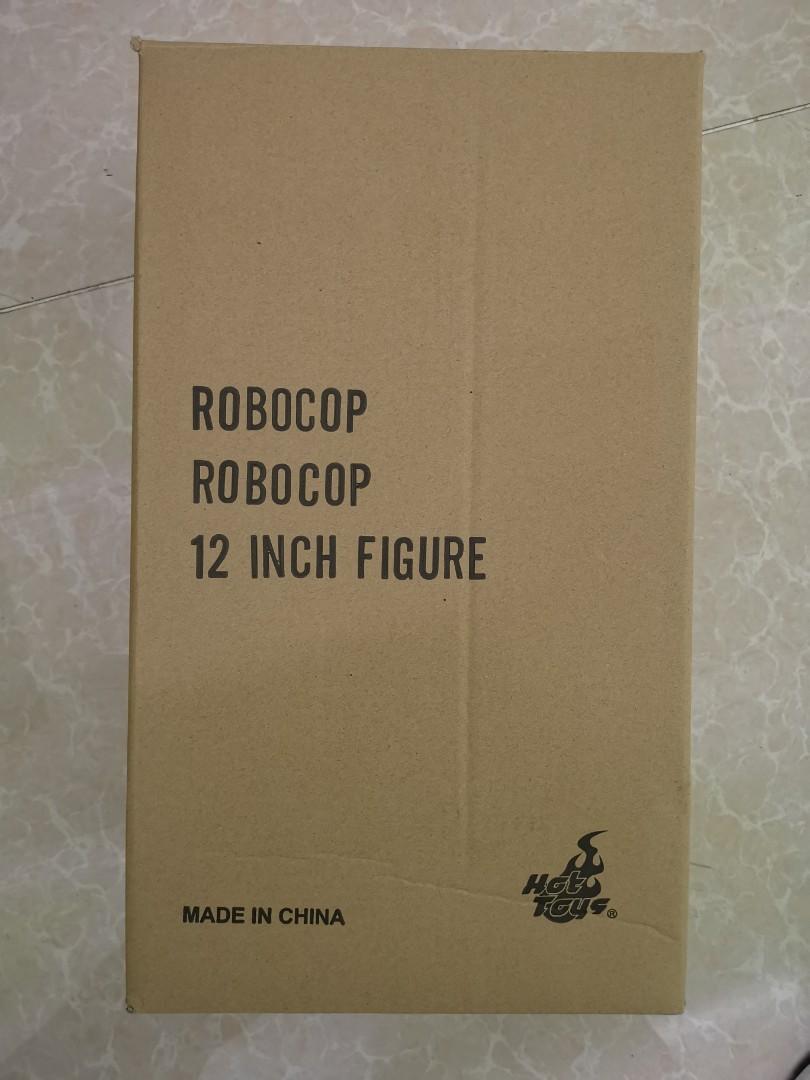 ROBOCOP
ROBOCOP
12 INCH FIGURE
Hot
Toys®
MADE IN CHINA